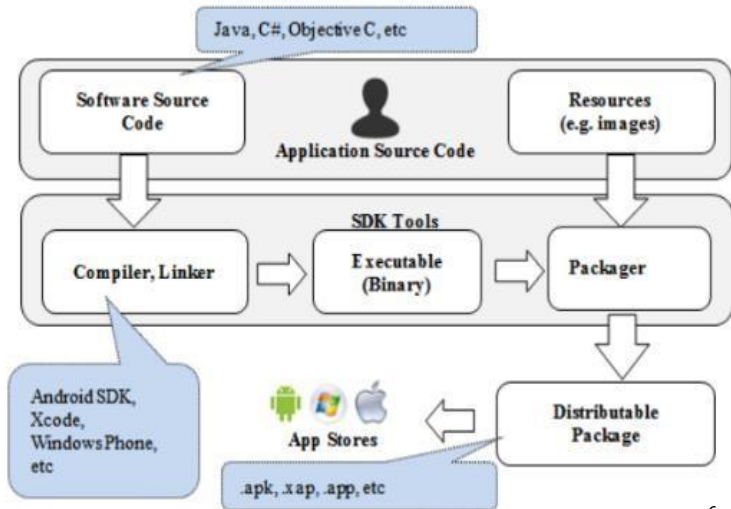 Java, C#, Objective C, etc
Software Source
Code
Resources
(e.g. images)
Application Source Code
SDK Tools
Compiler, Linker
Executable
(Binary)
Packager
Android SDK,
Xcode,
Windows Phone,
etc
App Stores
Distributable
Package
.apk, .xap, .app, etc